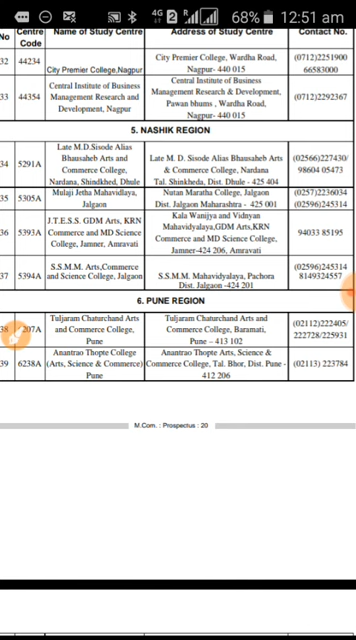 4G
2
68%
12:51 am
No
Centre Code
Name of Study Centre
Address of Study Centre
Contact No.
32
44234
City Premier College,Nagpur
City Premier College, Wardha Road,
Nagpur- 440 015
(0712)2251900
66583000
33
44354
Central Institute of Business
Management Research and
Development, Nagpur
Central Institute of Business
Management Research & Development,
Pawan bhums , Wardha Road,
Nagpur- 440 015
(0712)2292367
5. NASHIK REGION
34
5291A
Late M.D.Sisode Alias
Bhausaheb Arts and
Commerce College,
Nardana, Shindkhed, Dhule
Late M. D. Sisode Alias Bhausaheb Arts
& Commerce College, Nardana
Tal. Shinkheda, Dist. Dhule - 425 404
(02566)227430/
98604 05473
35
5305A
Mulaji Jetha Mahavidlaya,
Jalgaon
Nutan Maratha College, Jalgaon
Dist. Jalgaon Maharashtra - 425 001
(0257)2236034
(02596)245314
36
5393A
J.T.E.S.S. GDM Arts, KRN
Commerce and MD Science
College, Jamner, Amravati
Kala Wanijya and Vidnyan
Mahavidyalaya,GDM Arts,KRN
Commerce and MD Science College,
Jamner-424 206, Amravati
94033 85195
37
5394A
S.S.M.M. Arts,Commerce
and Science College, Jalgaon
S.S.M.M. Mahavidyalaya, Pachora
Dist. Jalgaon -424 201
(02596)245314
8149324557
6. PUNE REGION
38
207A
Tuljaram Chaturchand Arts
and Commerce College,
Pune
Tuljaram Chaturchand Arts and
Commerce College, Baramati,
Pune – 413 102
(02112)222405/
222728/225931
39
6238A
Anantrao Thopte College
(Arts, Science & Commerce)
Pune
Anantrao Thopte Arts, Science &
Commerce College, Tal. Bhor, Dist. Pune -
412 206
(02113) 223784
M.Com. : Prospectus : 20